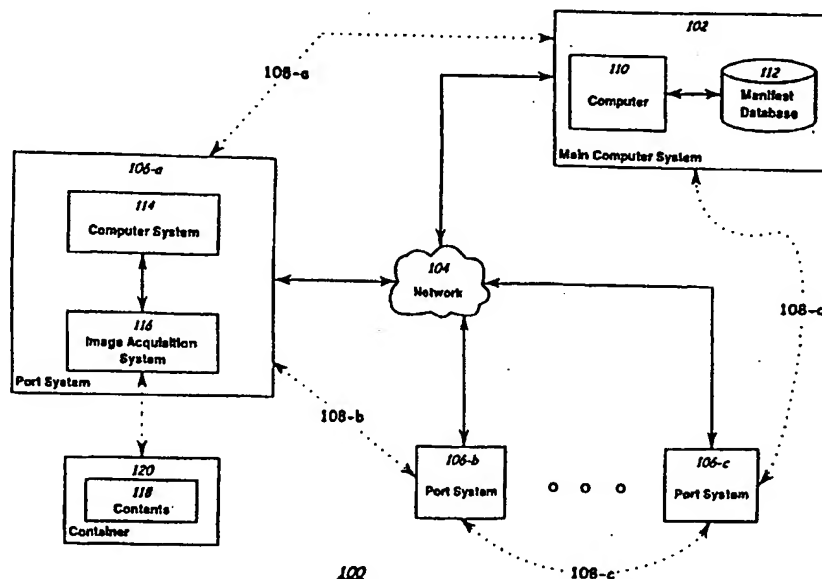 102
110
Computer
112
Manifest
Database
Main Computer System
108-a
106-a
114
Computer System
116
Image Acquisition
System
Port System
104
Network
108-d
108-b
120
118
Contents
Container
106-b
Port System
106-c
Port System
108-c
100